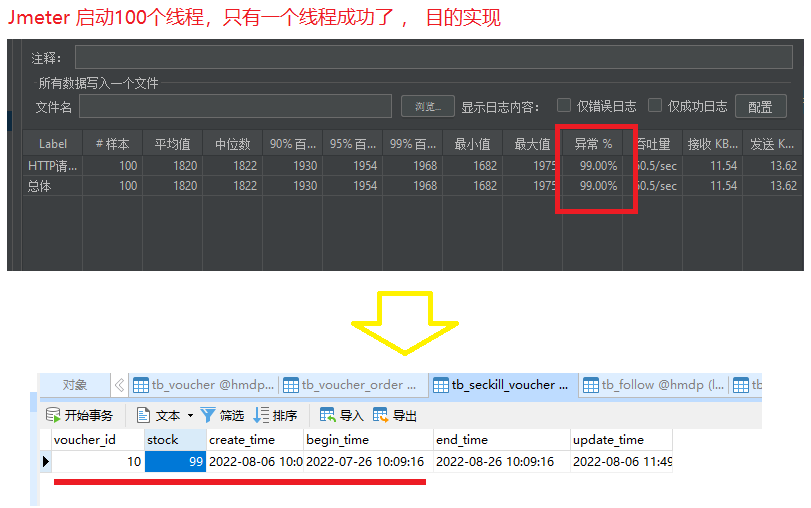 Jmeter 启动100个线程，只有一个线程成功了 ， 目的实现
注释：
所有数据写入一个文件
文件名 浏览... 显示日志内容： 仅错误日志 仅成功日志 配置
Label # 样本 平均值 中位数 90% 百... 95% 百... 99% 百... 最小值 最大值 异常 % 吞吐量 接收 KB... 发送 K...
HTTP请... 100 1820 1822 1930 1954 1968 1682 1975 99.00% 50.5/sec 11.54 13.62
总体 100 1820 1822 1930 1954 1968 1682 1975 99.00% 50.5/sec 11.54 13.62
对象 tb_voucher @hmdp... tb_voucher_order ... tb_seckill_voucher ... tb_follow @hmdp (l... tb
开始事务 文本 筛选 排序 导入 导出
voucher_id stock create_time begin_time end_time update_time
10 99 2022-08-06 10:0 2022-07-26 10:09:16 2022-08-26 10:09:16 2022-08-06 11:49